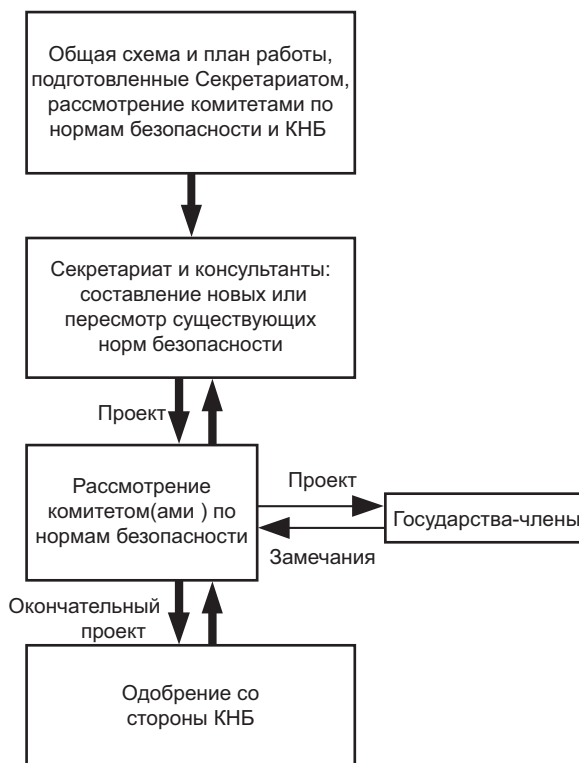 Общая схема и план работы,
подготовленные Секретариатом,
рассмотрение комитетами по
нормам безопасности и КНБ
Секретариат и консультанты:
составление новых или
пересмотр существующих
норм безопасности
Проект
Рассмотрение
комитетом(ами ) по
нормам безопасности
Проект
Государства-члены
Замечания
Окончательный
проект
Одобрение со
стороны КНБ